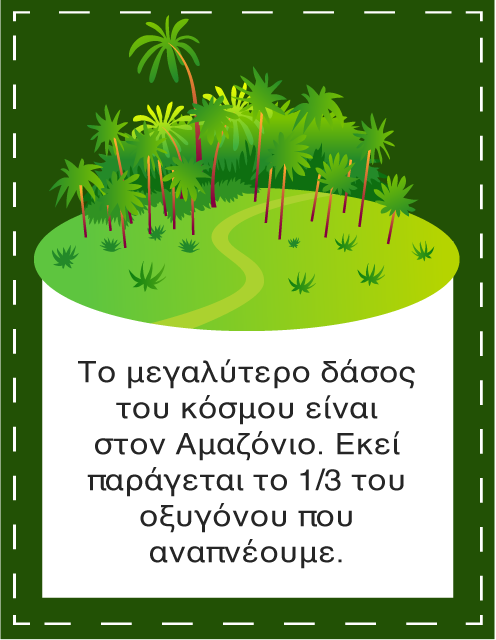 Το μεγαλύτερο δάσος
του κόσμου είναι
στον Αμαζόνιο. Εκεί
παράγεται το 1/3 του
οξυγόνου που
αναπνέουμε.